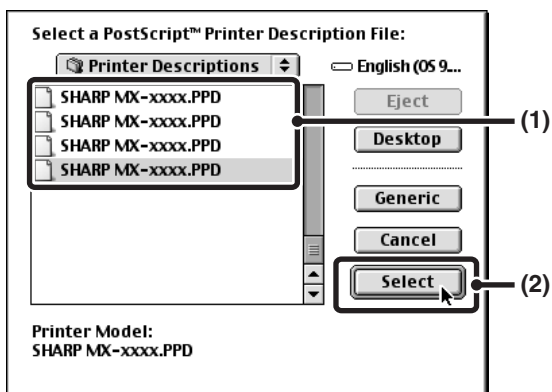 Select a PostScript™ Printer Description File:
Printer Descriptions
English (OS 9....
SHARP MX-xxxx.PPD
SHARP MX-xxxx.PPD
SHARP MX-xxxx.PPD
SHARP MX-xxxx.PPD
Eject
(1)
Desktop
Generic
Cancel
Select
(2)
Printer Model:
SHARP MX-xxxx.PPD